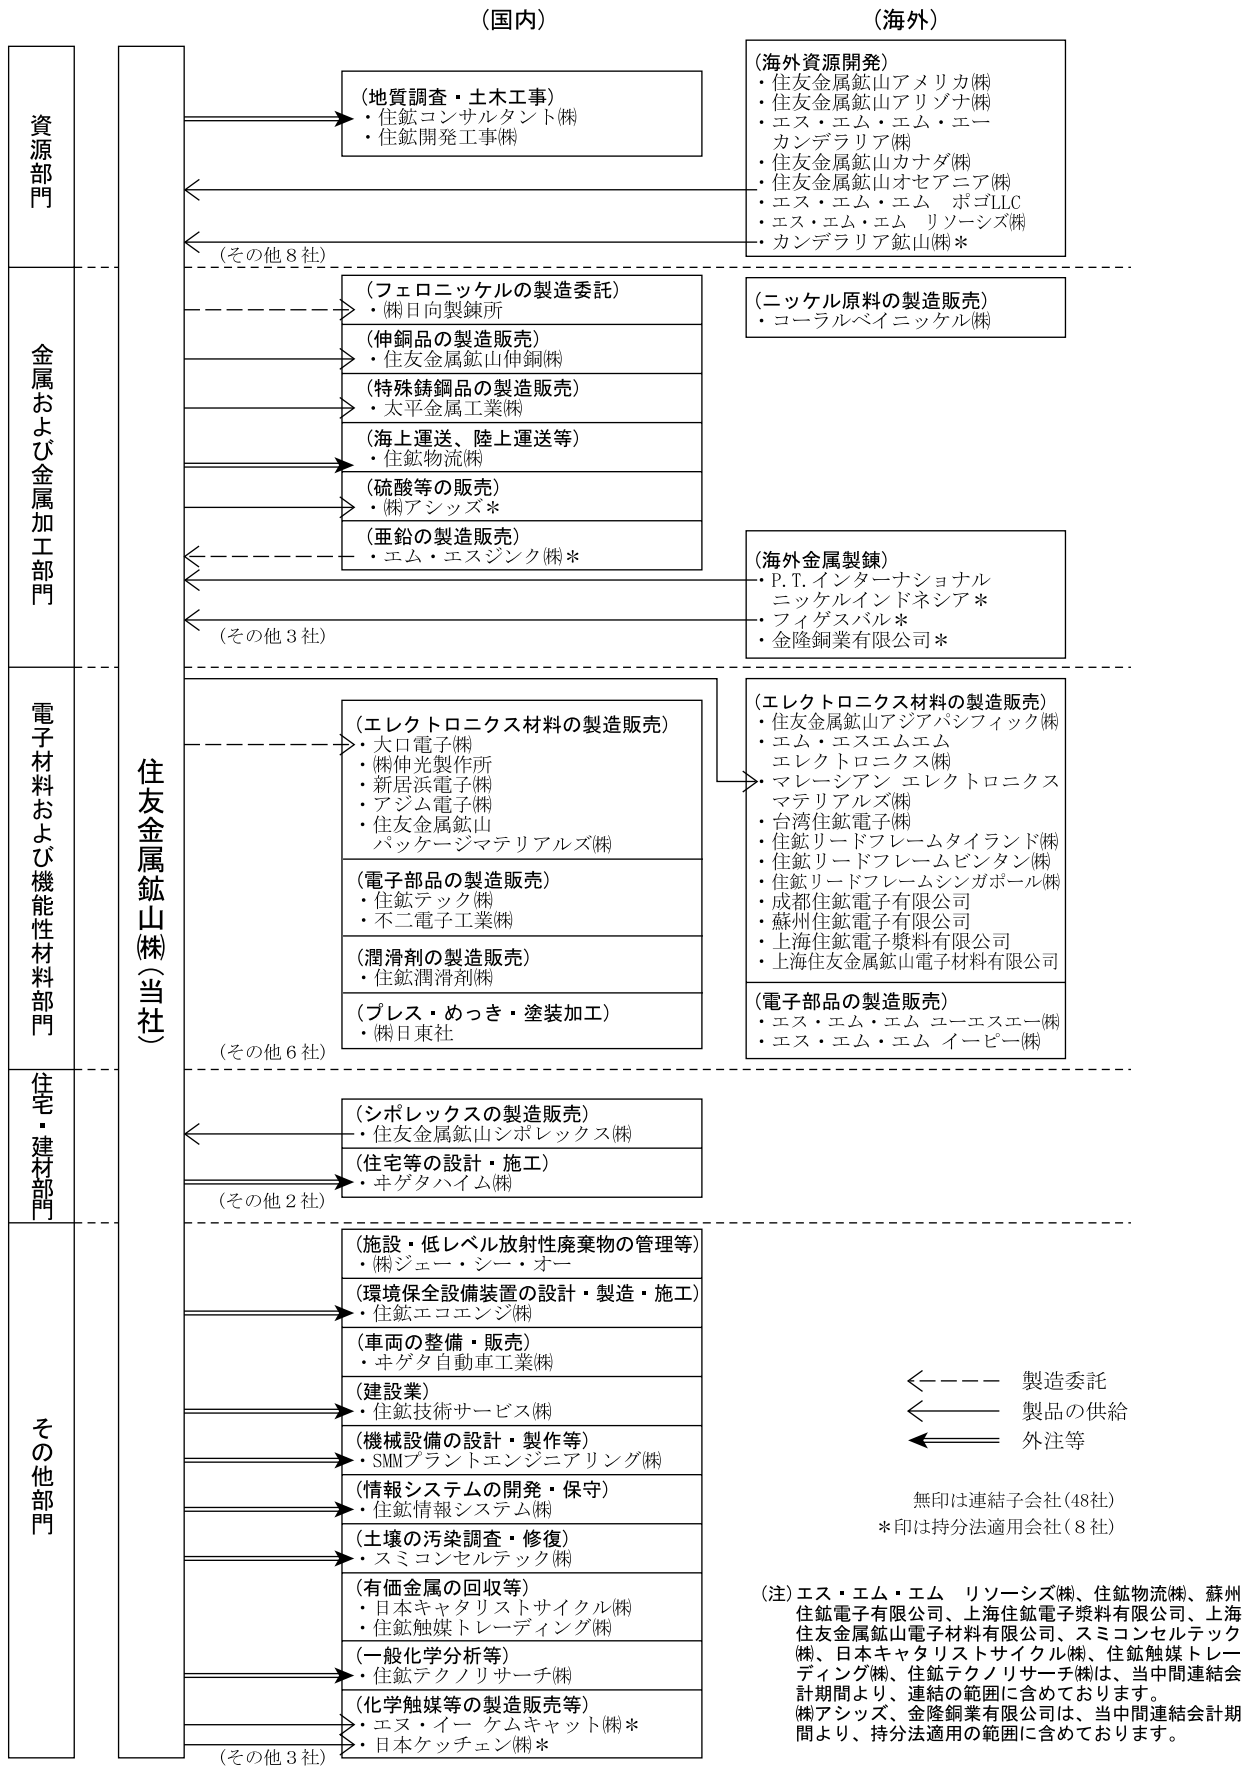 (国内)
(海外)
資源部門
(地質調査・土木工事)
・住鉱コンサルタント㈱
・住鉱開発工事㈱
(海外資源開発)
・住友金属鉱山アメリカ㈱
・住友金属鉱山アリゾナ㈱
・エス・エム・エム・エー
カンデラリア㈱
・住友金属鉱山カナダ㈱
・住友金属鉱山オセアニア㈱
・エス・エム・エム　ポゴLLC
・エス・エム・エム　リソーシズ㈱
・カンデラリア鉱山㈱＊
(その他８社)
金属および金属加工部門
(フェロニッケルの製造委託)
・㈱日向製錬所
(伸銅品の製造販売)
・住友金属鉱山伸銅㈱
(特殊鋳鋼品の製造販売)
・太平金属工業㈱
(海上運送、陸上運送等)
・住鉱物流㈱
(硫酸等の販売)
・㈱アシッズ＊
(亜鉛の製造販売)
・エム・エスジンク㈱＊
(ニッケル原料の製造販売)
・コーラルベイニッケル㈱
(海外金属製錬)
・P.T.インターナショナル
ニッケルインドネシア＊
・フィゲスバル＊
・金隆銅業有限公司＊
(その他３社)
住友金属鉱山㈱(当社)
電子材料および機能性材料部門
(エレクトロニクス材料の製造販売)
・大口電子㈱
・㈱伸光製作所
・新居浜電子㈱
・アジム電子㈱
・住友金属鉱山
パッケージマテリアルズ㈱
(電子部品の製造販売)
・住鉱テック㈱
・不二電子工業㈱
(潤滑剤の製造販売)
・住鉱潤滑剤㈱
(プレス・めっき・塗装加工)
・㈱日東社
(エレクトロニクス材料の製造販売)
・住友金属鉱山アジアパシフィック㈱
・エム・エスエムエム
エレクトロニクス㈱
・マレーシアン エレクトロニクス
マテリアルズ㈱
・台湾住鉱電子㈱
・住鉱リードフレームタイランド㈱
・住鉱リードフレームビンタン㈱
・住鉱リードフレームシンガポール㈱
・成都住鉱電子有限公司
・蘇州住鉱電子有限公司
・上海住鉱電子漿料有限公司
・上海住友金属鉱山電子材料有限公司
(電子部品の製造販売)
・エス・エム・エム ユーエスエー㈱
・エス・エム・エム イーピー㈱
(その他６社)
住宅・建材部門
(シポレックスの製造販売)
・住友金属鉱山シポレックス㈱
(住宅等の設計・施工)
・ヰゲタハイム㈱
(その他２社)
その他部門
(施設・低レベル放射性廃棄物の管理等)
・㈱ジェー・シー・オー
(環境保全設備装置の設計・製造・施工)
・住鉱エコエンジ㈱
(車両の整備・販売)
・ヰゲタ自動車工業㈱
(建設業)
・住鉱技術サービス㈱
(機械設備の設計・製作等)
・SMMプラントエンジニアリング㈱
(情報システムの開発・保守)
・住鉱情報システム㈱
(土壌の汚染調査・修復)
・スミコンセルテック㈱
(有価金属の回収等)
・日本キャタリストサイクル㈱
・住鉱触媒トレーディング㈱
(一般化学分析等)
・住鉱テクノリサーチ㈱
(化学触媒等の製造販売等)
・エヌ・イー ケムキャット㈱＊
・日本ケッチェン㈱＊
(その他３社)
製造委託
製品の供給
外注等
無印は連結子会社(48社)
＊印は持分法適用会社(８社)
(注)エス・エム・エム　リソーシズ㈱、住鉱物流㈱、蘇州
住鉱電子有限公司、上海住鉱電子漿料有限公司、上海
住友金属鉱山電子材料有限公司、スミコンセルテック
㈱、日本キャタリストサイクル㈱、住鉱触媒トレー
ディング㈱、住鉱テクノリサーチ㈱は、当中間連結会
計期間より、連結の範囲に含めております。
㈱アシッズ、金隆銅業有限公司は、当中間連結会計期
間より、持分法適用の範囲に含めております。